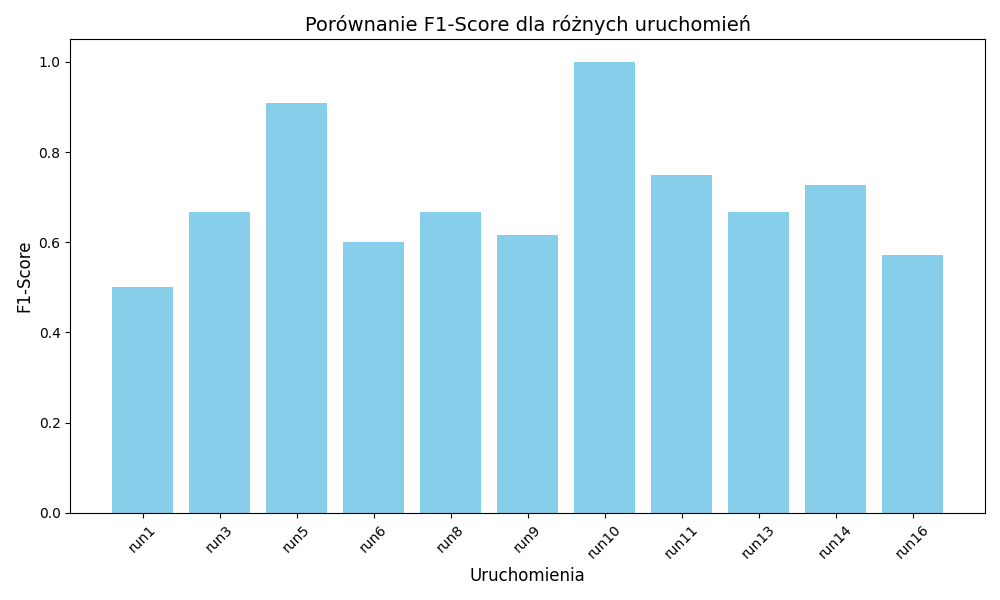 Porównanie F1-Score dla różnych uruchomień
F1-Score
1.0
0.8
0.6
0.4
0.2
0.0
run1
run3
run5
run6
run8
run9
run10
run11
run13
run14
run16
Uruchomienia